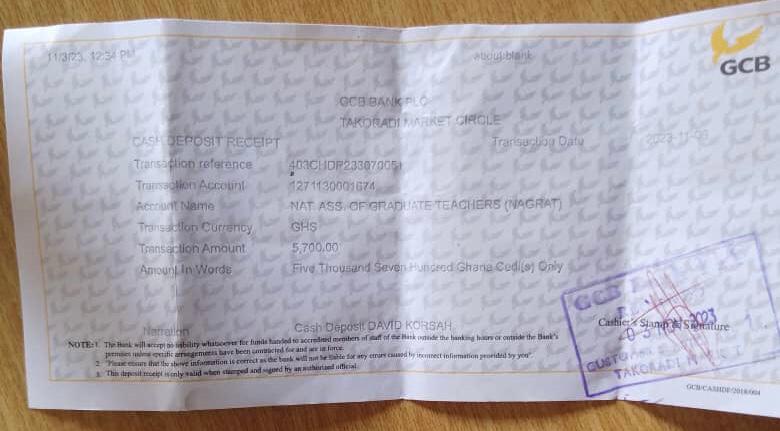 11/3/23, 12:34 PM about:blank
GCB
GCB BANK PLC
TAKORADI MARKET CIRCLE
CASH DEPOSIT RECEIPT Transaction Date 2023-11-03
Transaction reference 403CHDP233070051
Transaction Account 1271130001674
Account Name NAT. ASS. OF GRADUATE TEACHERS (NAGRAT)
Transaction Currency GHS
Transaction Amount 5,700.00
Amount In Words Five Thousand Seven Hundred Ghana Cedi(s) Only
GCB
Cashier's Stamp & Signature
03 2023
TAKORADI
Narration Cash Deposit DAVID KORSAH
NOTE: 1. The Bank will accept no liability whatsoever for funds handed to accredited members of staff of the Bank outside the banking hours or outside the Bank's
premises unless specific arrangements have been contracted for and are in force.
2. "Please ensure that the above information is correct as the bank will not be liable for any errors caused by incorrect information provided by you".
3. This deposit receipt is only valid when stamped and signed by an authorized official.
GCB/CASHDP/2018/004